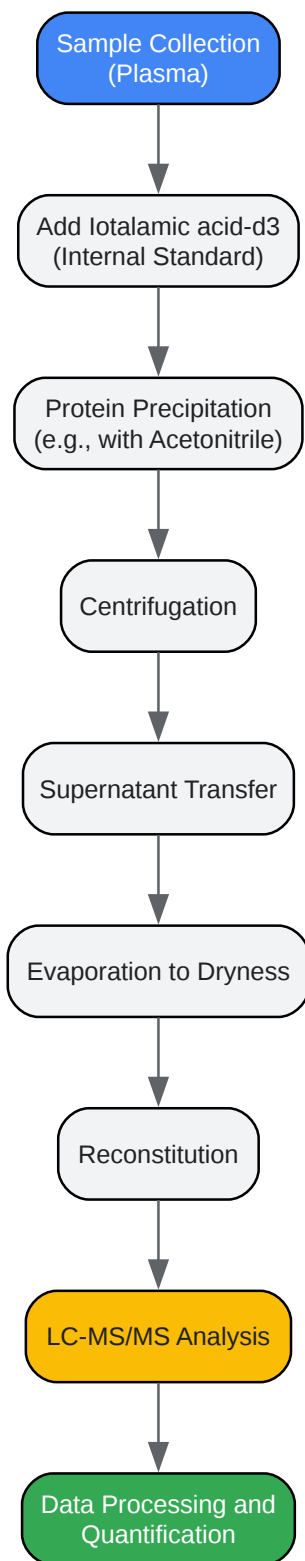 Sample Collection
(Plasma)
Add Iotalamic acid-d3
(Internal Standard)
Protein Precipitation
(e.g., with Acetonitrile)
Centrifugation
Supernatant Transfer
Evaporation to Dryness
Reconstitution
LC-MS/MS Analysis
Data Processing and
Quantification